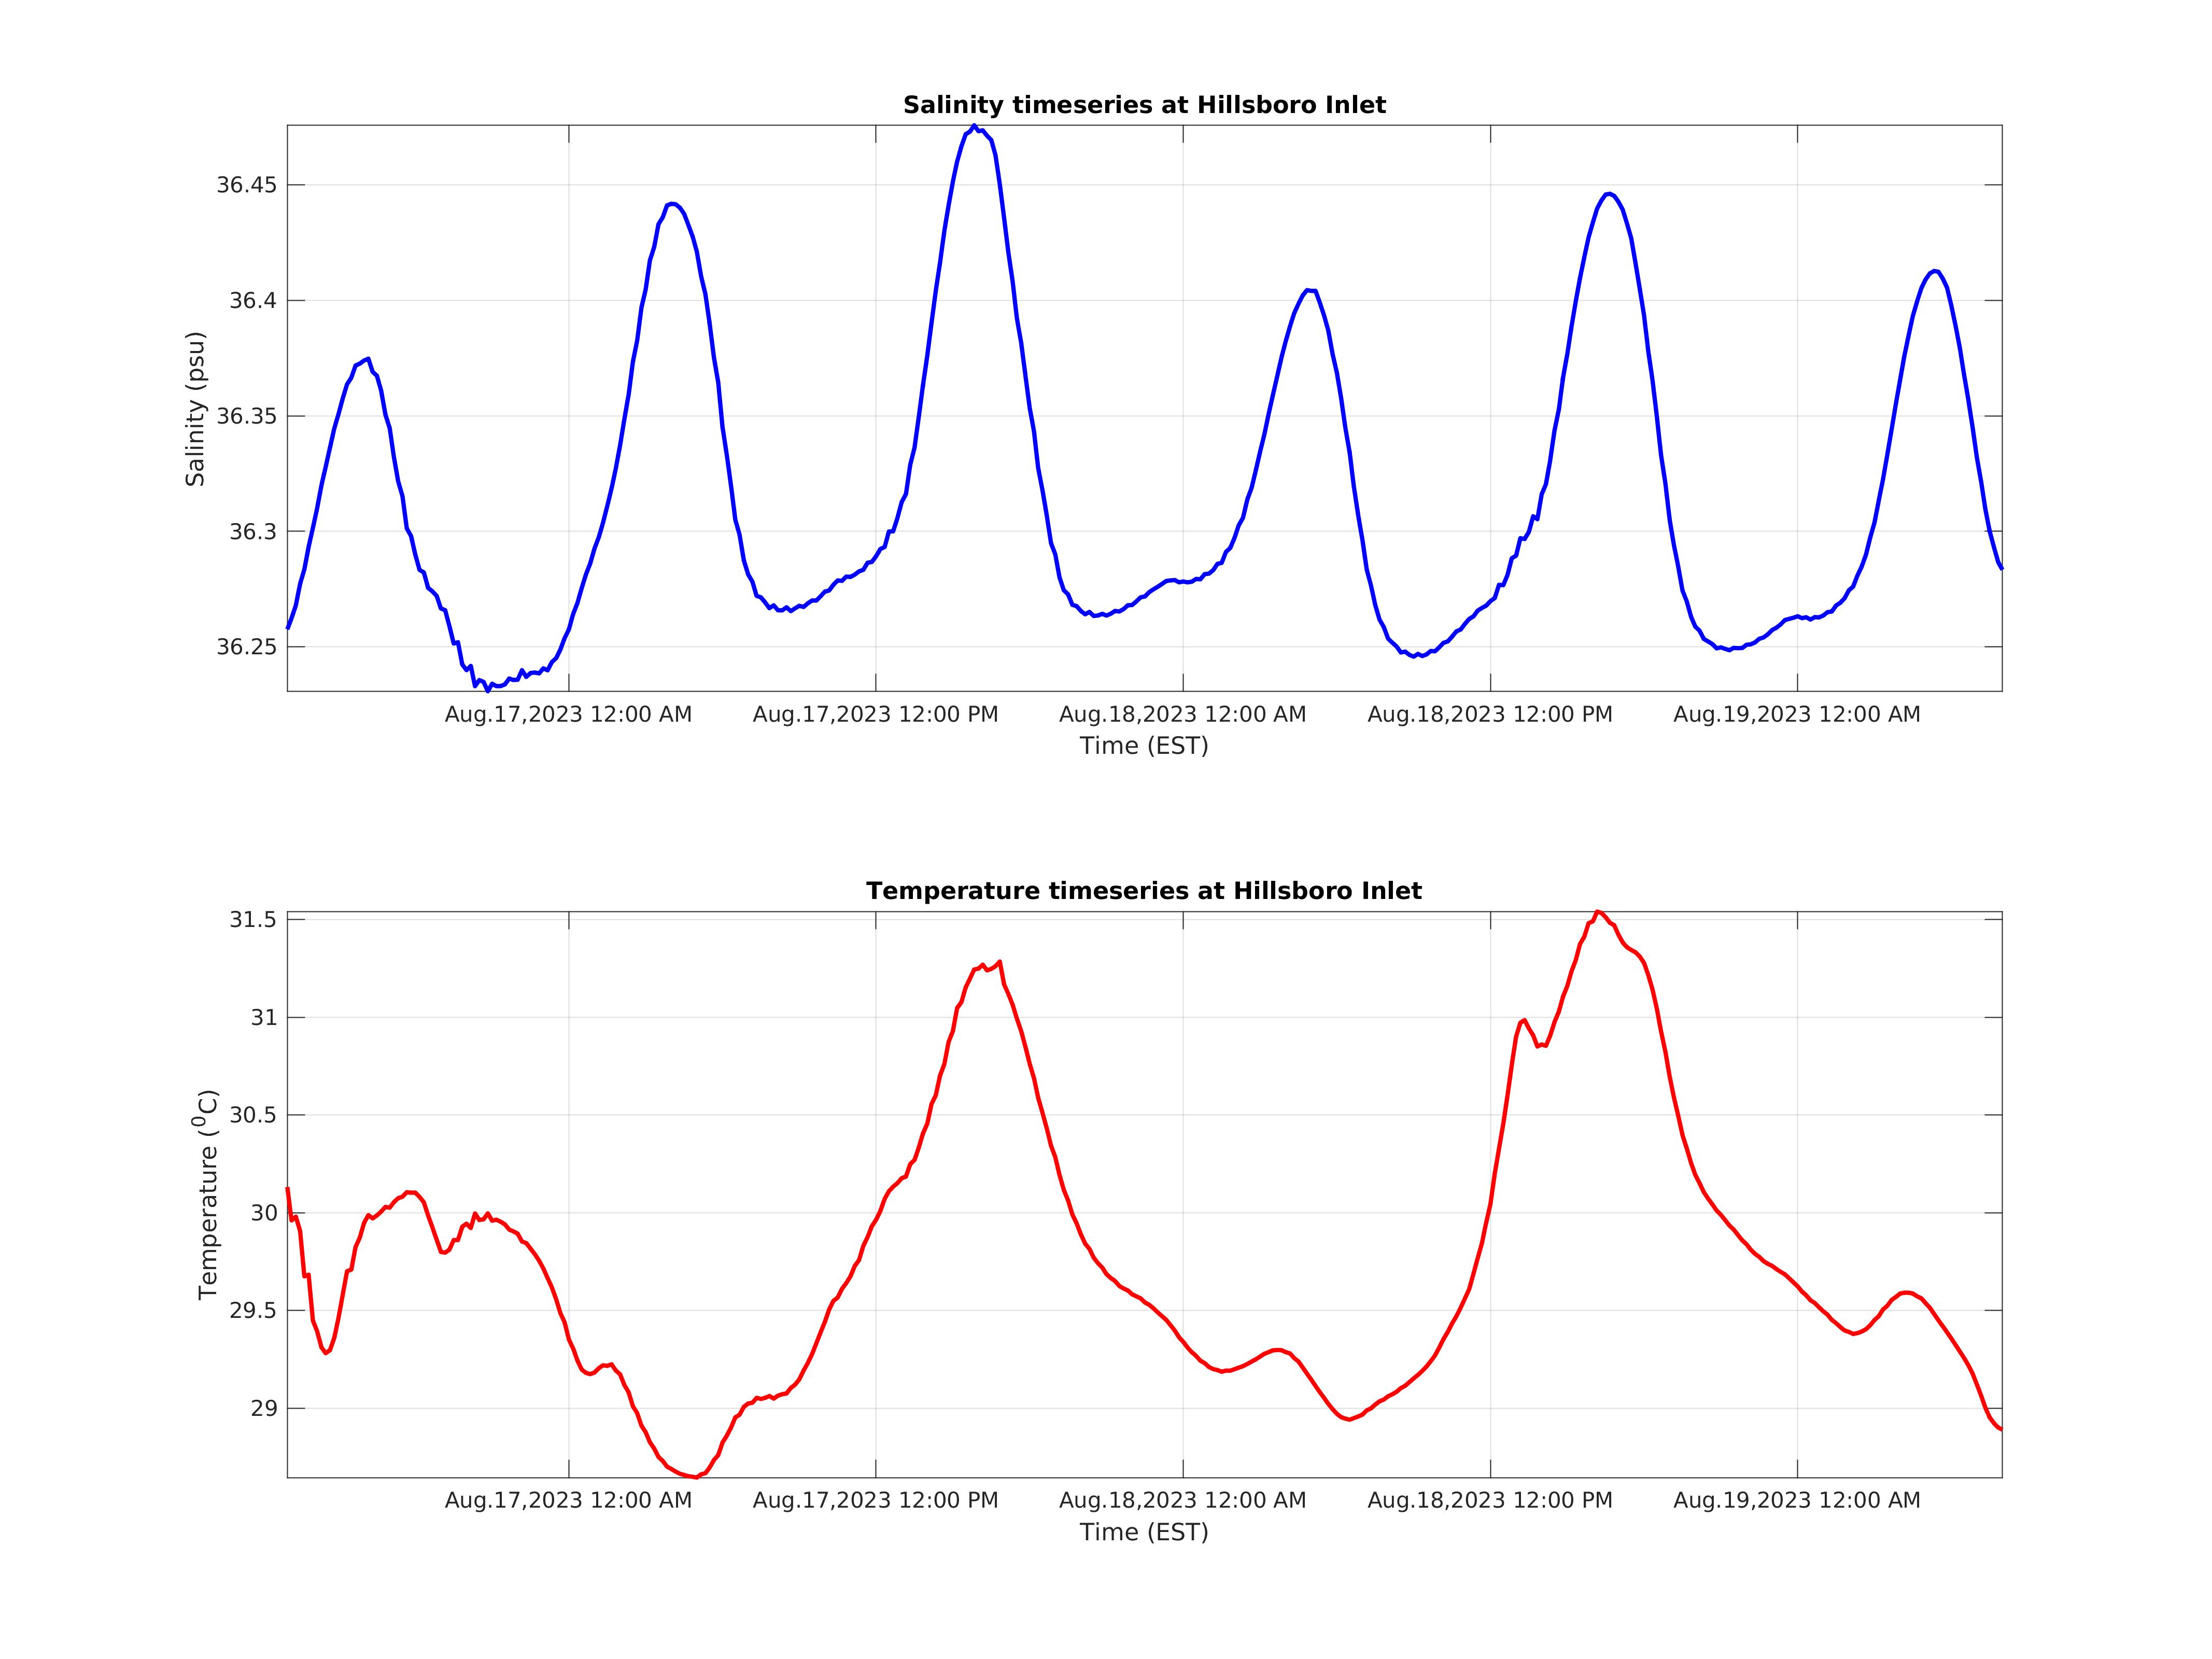 Salinity timeseries at Hillsboro Inlet
36.45
36.4
36.35
36.3
36.25
Salinity (psu)
Aug.17,2023 12:00 AM Aug.17,2023 12:00 PM Aug.18,2023 12:00 AM Aug.18,2023 12:00 PM Aug.19,2023 12:00 AM
Time (EST)
Temperature timeseries at Hillsboro Inlet
31.5
31
30.5
30
29.5
29
Temperature (⁰C)
Aug.17,2023 12:00 AM Aug.17,2023 12:00 PM Aug.18,2023 12:00 AM Aug.18,2023 12:00 PM Aug.19,2023 12:00 AM
Time (EST)